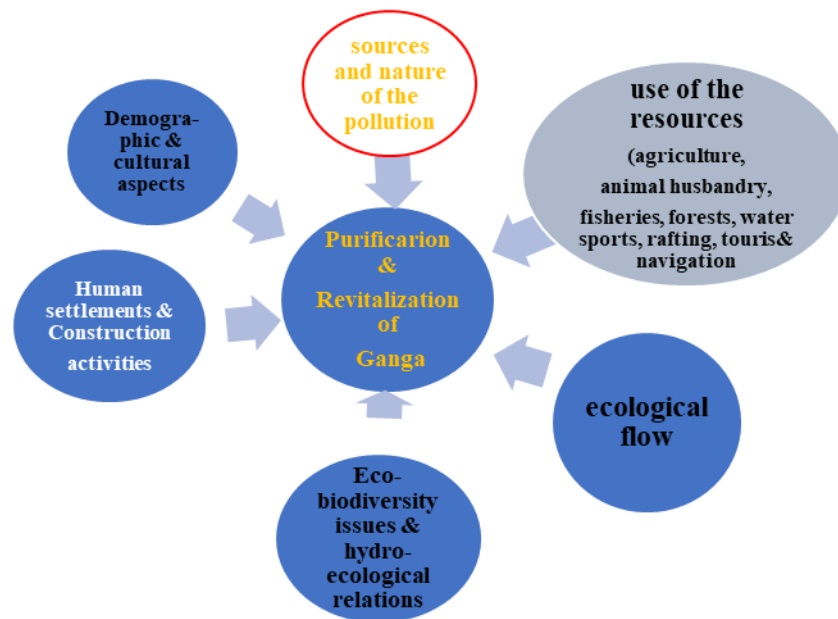 sources
and nature
of the
pollution
Demogra-
phic &
cultural
aspects
use of the
resources
(agriculture,
animal husbandry,
fisheries, forests, water
sports, rafting, touris&
navigation
Purificarion
&
Revitalization
of
Ganga
Human
settlements &
Construction
activities
ecological
flow
Eco-
biodiversity
issues &
hydro-
ecological
relations